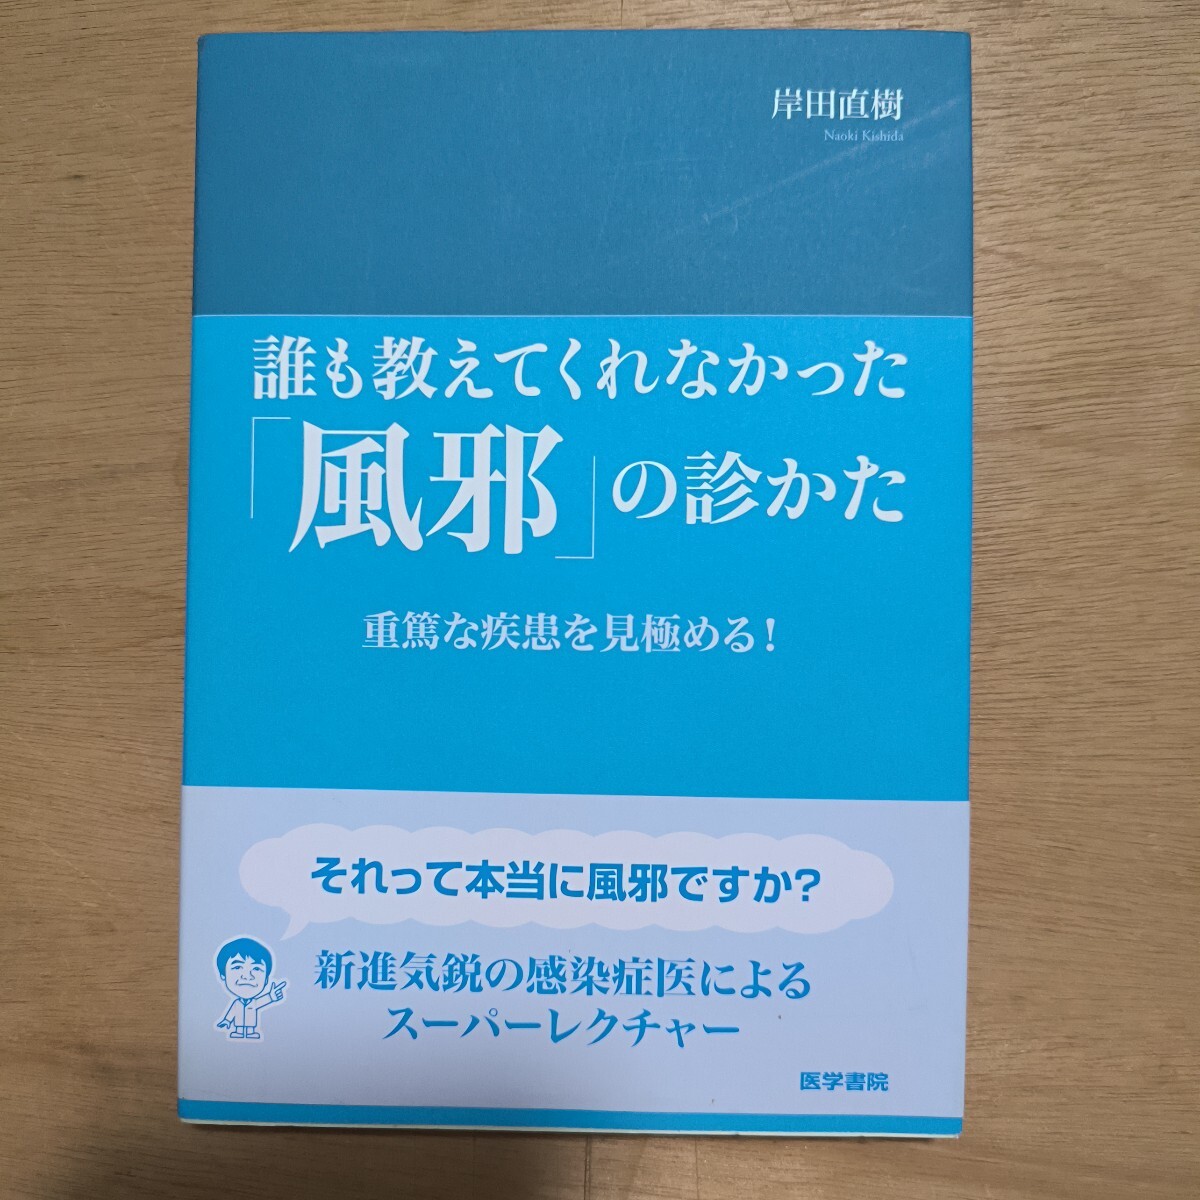 岸田直樹
Naoki Kishida
誰も教えてくれなかった
「風邪」の診かた
重篤な疾患を見極める!
それって本当に風邪ですか?
新進気鋭の感染症医による
スーパーレクチャー
医学書院